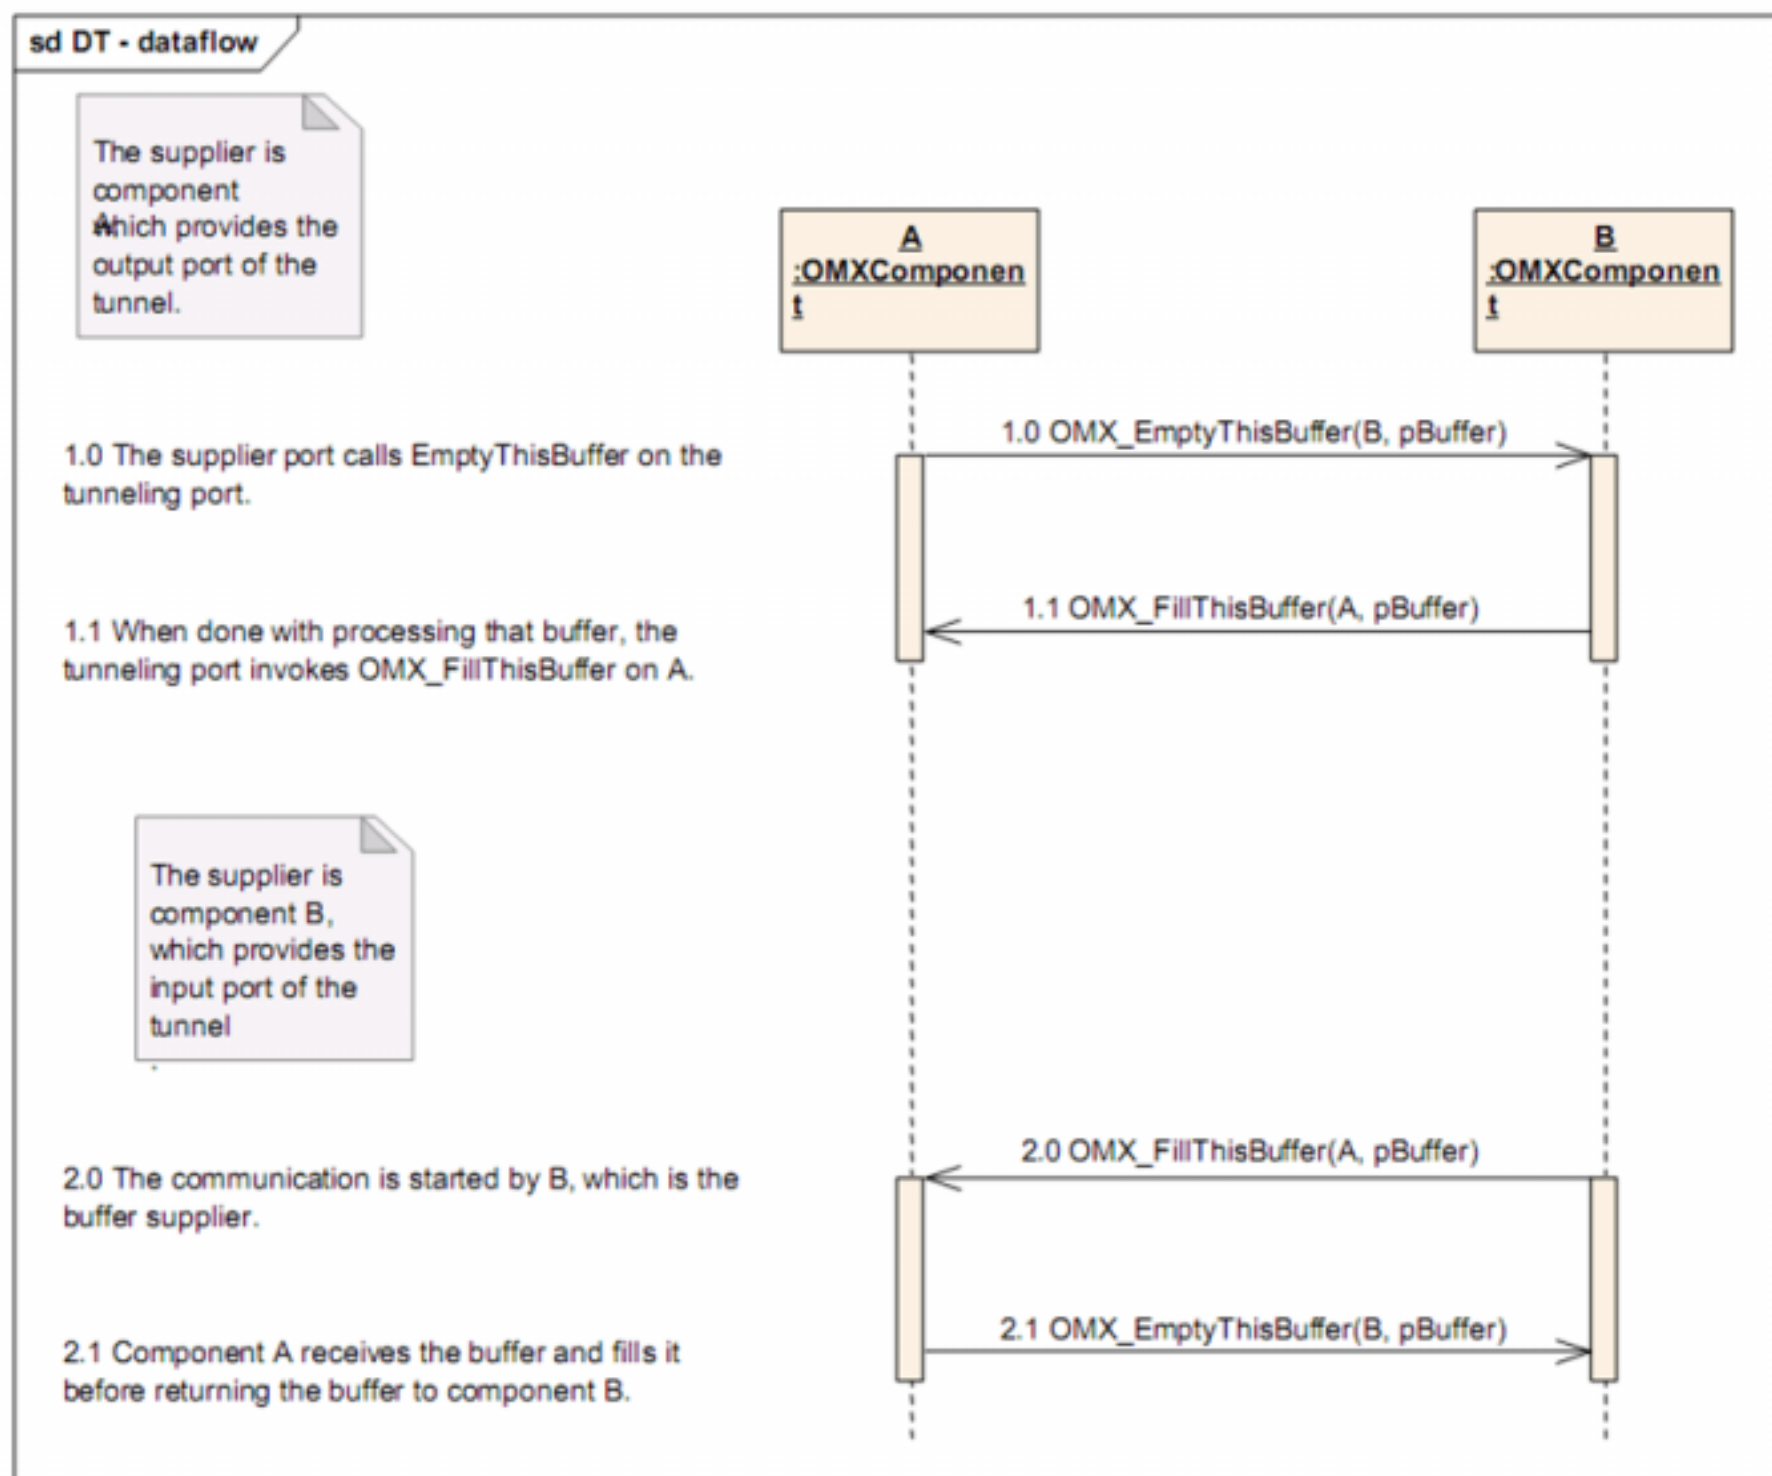 sd DT - dataflow
The supplier is
component
which provides the
output port of the
tunnel.
A
:OMXComponen
t
B
:OMXComponen
t
1.0 OMX_EmptyThisBuffer(B, pBuffer)
1.0 The supplier port calls EmptyThisBuffer on the
tunneling port.
1.1 OMX_FillThisBuffer(A, pBuffer)
1.1 When done with processing that buffer, the
tunneling port invokes OMX_FillThisBuffer on A.
The supplier is
component B,
which provides the
input port of the
tunnel
.
2.0 OMX_FillThisBuffer(A, pBuffer)
2.0 The communication is started by B, which is the
buffer supplier.
2.1 OMX_EmptyThisBuffer(B, pBuffer)
2.1 Component A receives the buffer and fills it
before returning the buffer to component B.